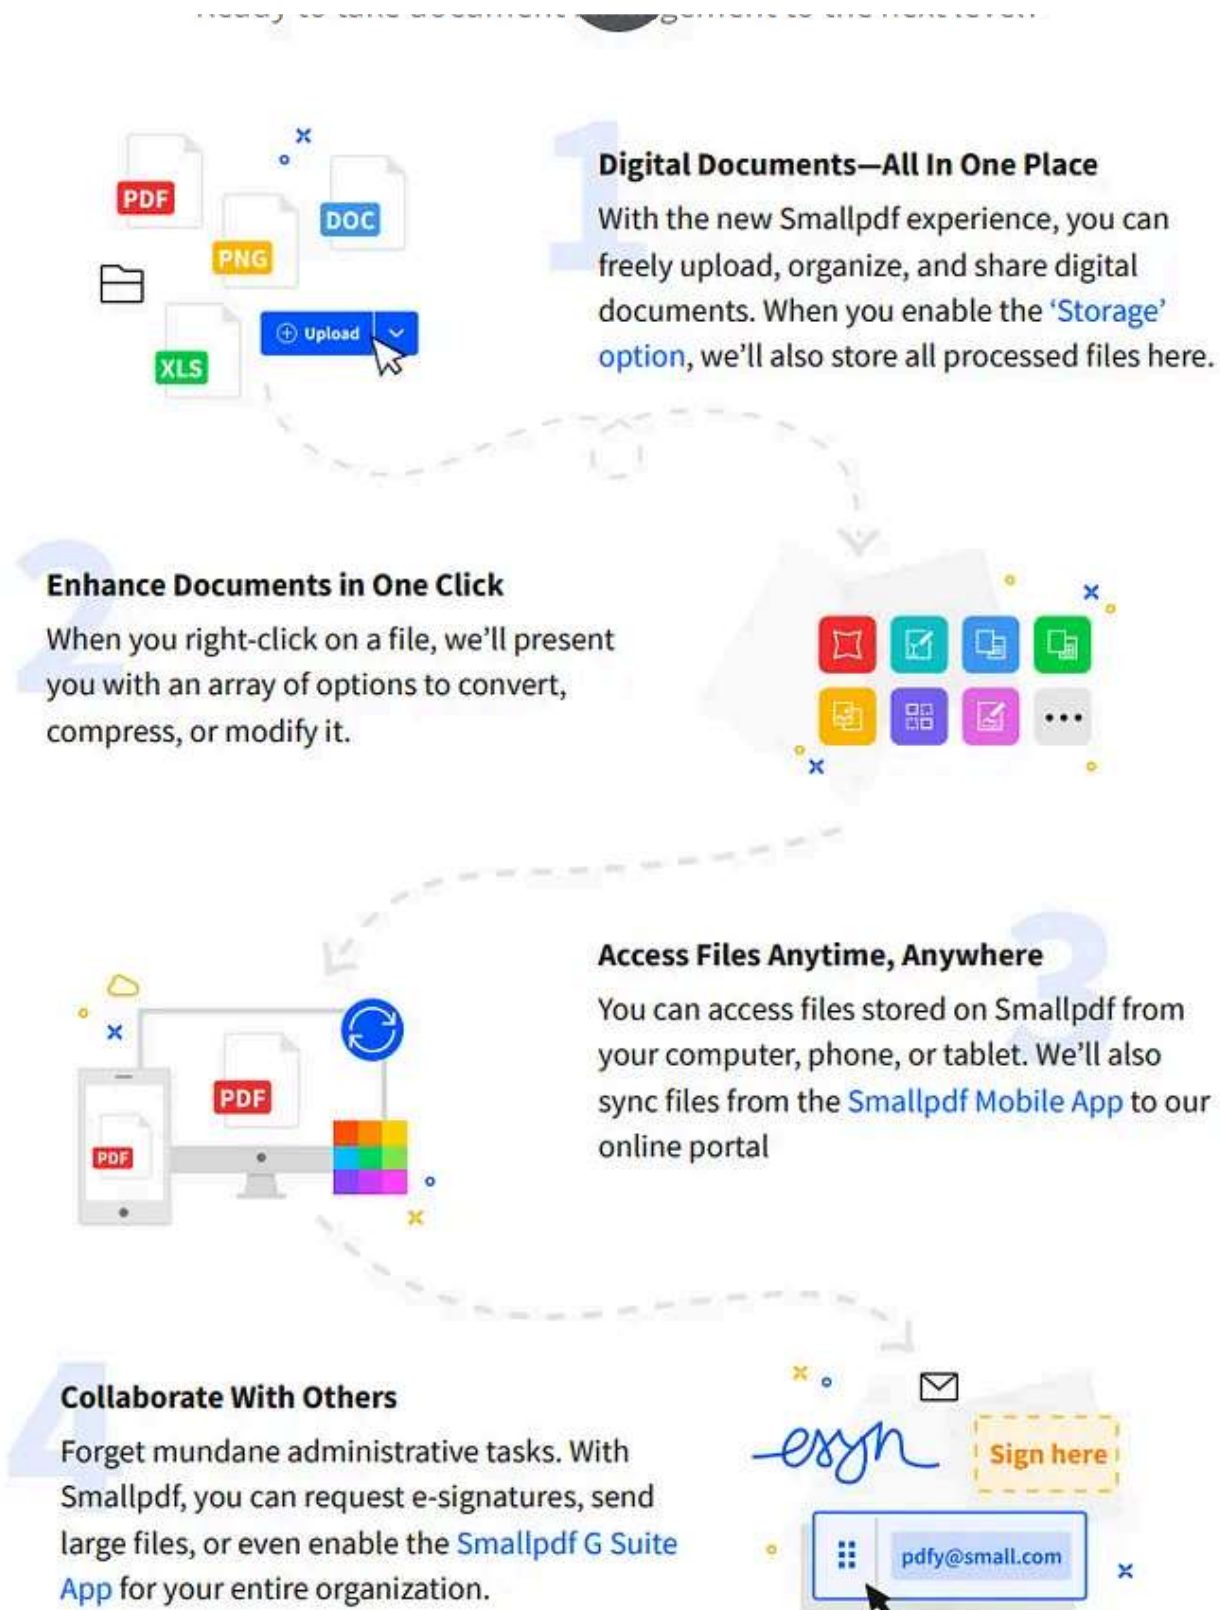 Digital Documents—All In One Place
With the new Smallpdf experience, you can
freely upload, organize, and share digital
documents. When you enable the ‘Storage’
option, we’ll also store all processed files here.
PDF
DOC
PNG
Upload
XLS
1
2
Enhance Documents in One Click
When you right-click on a file, we’ll present
you with an array of options to convert,
compress, or modify it.
3
Access Files Anytime, Anywhere
You can access files stored on Smallpdf from
your computer, phone, or tablet. We’ll also
sync files from the Smallpdf Mobile App to our
online portal
PDF
PDF
4
Collaborate With Others
Forget mundane administrative tasks. With
Smallpdf, you can request e-signatures, send
large files, or even enable the Smallpdf G Suite
App for your entire organization.
esign
Sign here
pdfy@small.com